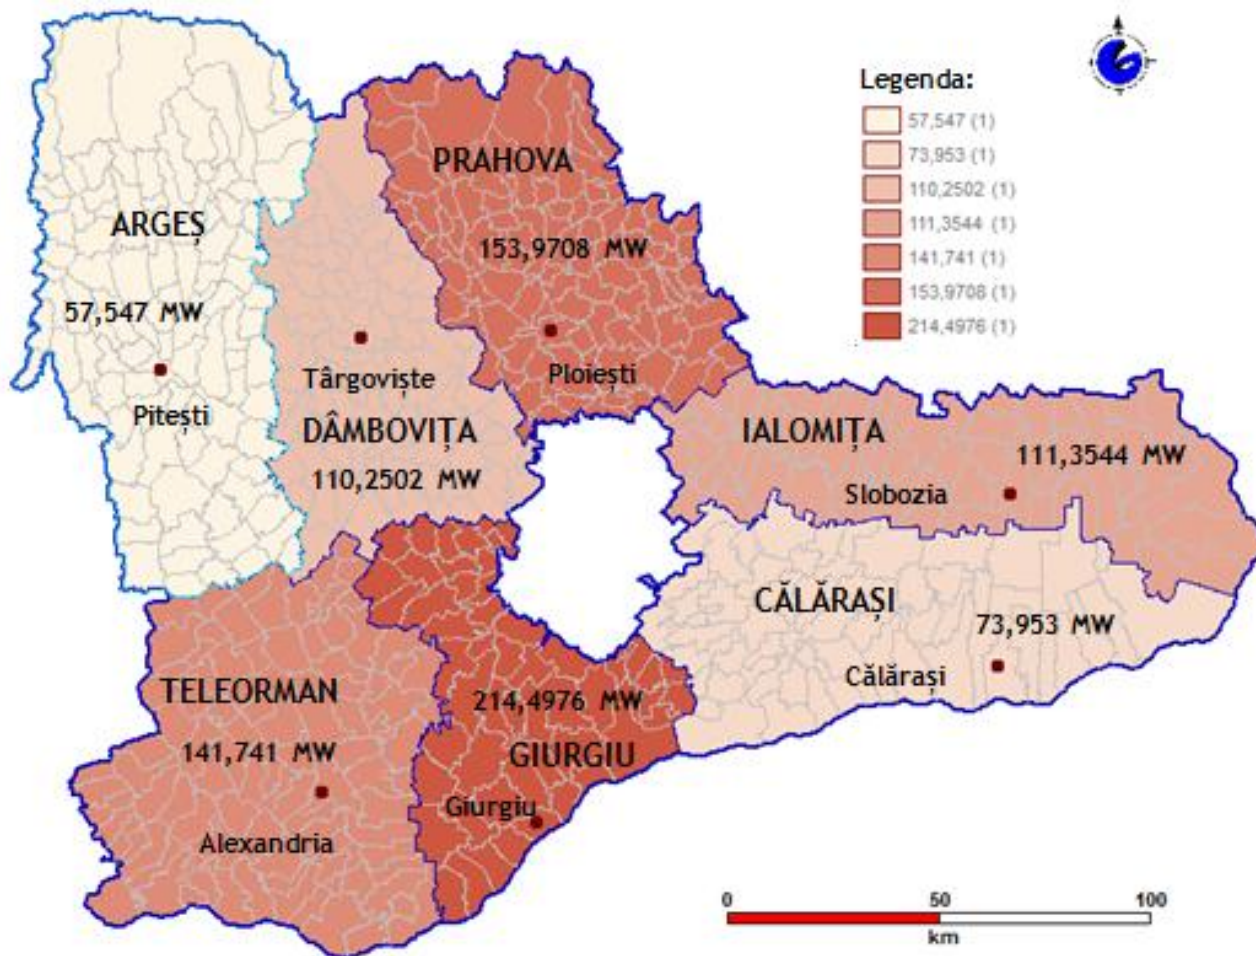 Legenda:
57,547 (1)
73,953 (1)
110,2502 (1)
111,3544 (1)
141,741 (1)
153,9708 (1)
214,4976 (1)
PRAHOVA
153,9708 MW
Ploiești
ARGEȘ
57,547 MW
Pitești
Târgoviște
DÂMBOVIȚA
110,2502 MW
IALOMIȚA
111,3544 MW
Slobozia
CĂLĂRAȘI
73,953 MW
Călărași
TELEORMAN
141,741 MW
Alexandria
214,4976 MW
GIURGIU
Giurgiu
0 50 100
km